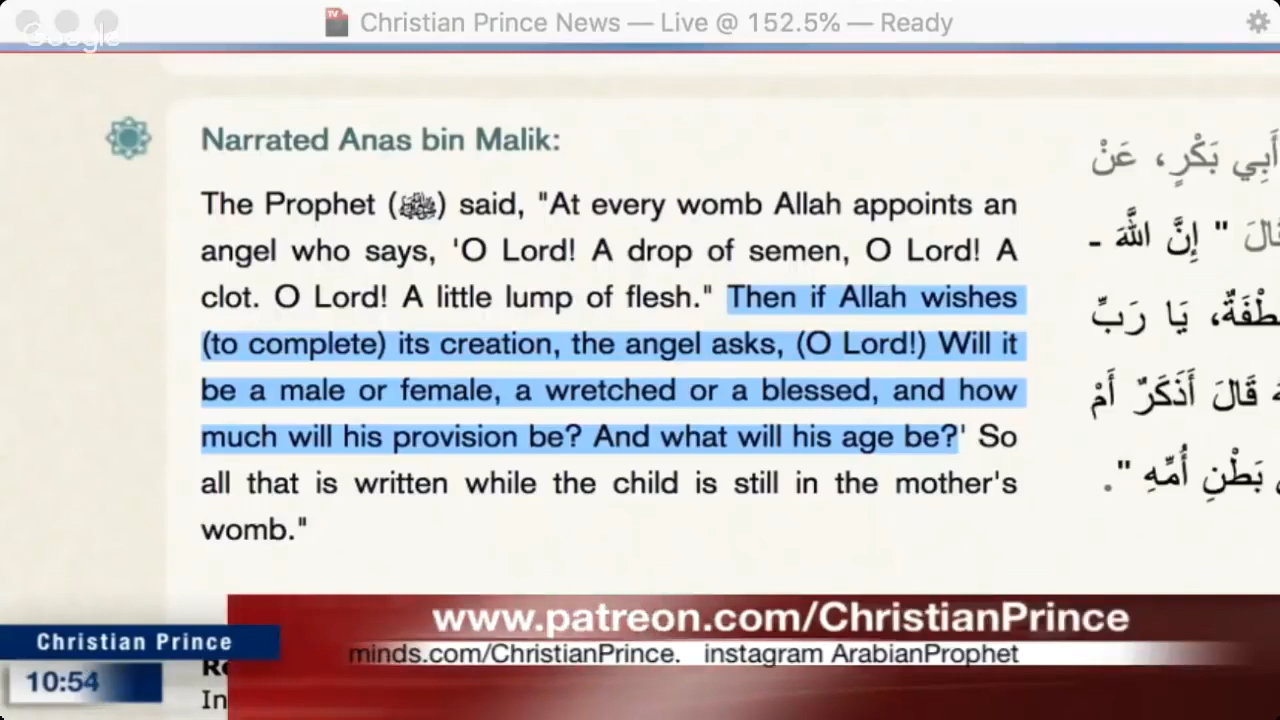 Christian Prince News — Live @ 152.5% — Ready
Google
Narrated Anas bin Malik:
The Prophet (ﷺ) said, "At every womb Allah appoints an
angel who says, 'O Lord! A drop of semen, O Lord! A
clot. O Lord! A little lump of flesh." Then if Allah wishes
(to complete) its creation, the angel asks, (O Lord!) Will it
be a male or female, a wretched or a blessed, and how
much will his provision be? And what will his age be?' So
all that is written while the child is still in the mother's
womb."
أَبِي بَكْرٍ، عَنْ
" إِنَّ اللَّهَ ـ
يَا رَبِّ
قَالَ أَذَكَرٌ أَمْ
بَطْنِ أُمِّهِ ".
www.patreon.com/ChristianPrince
Christian Prince
minds.com/ChristianPrince. instagram ArabianProphet
10:54
In